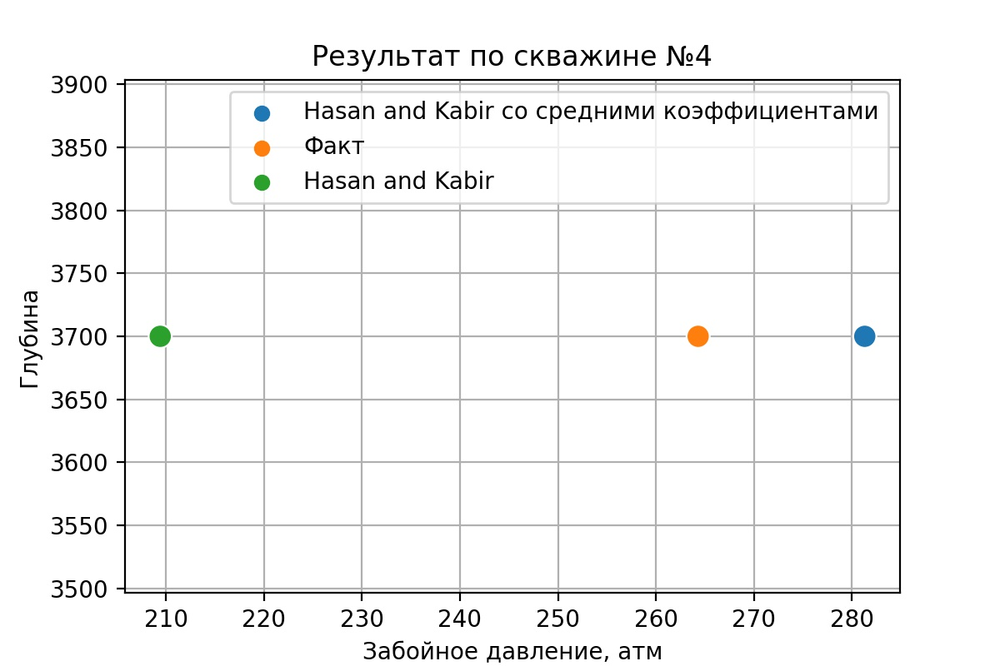 Результат по скважине №4
Hasan and Kabir со средними коэффициентами
Факт
Hasan and Kabir
Глубина
3900
3850
3800
3750
3700
3650
3600
3550
3500
210 220 230 240 250 260 270 280
Забойное давление, атм